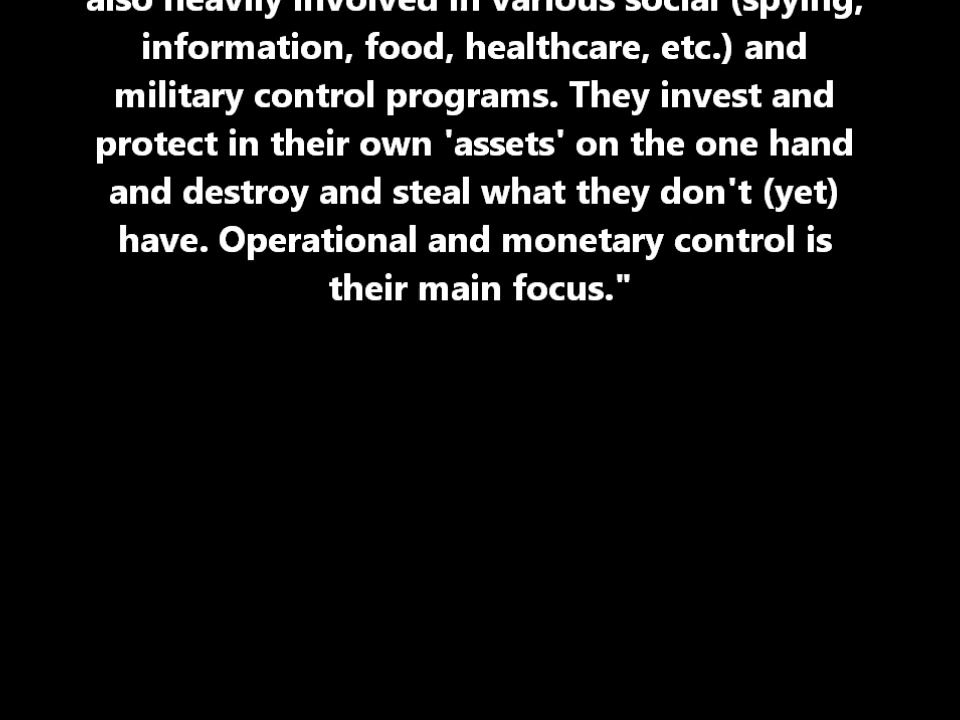 also heavily involved in various social (spying,
information, food, healthcare, etc.) and
military control programs. They invest and
protect in their own 'assets' on the one hand
and destroy and steal what they don't (yet)
have. Operational and monetary control is
their main focus."